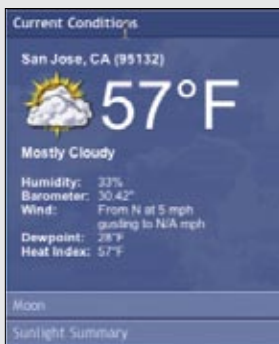 Current Conditions
San Jose, CA (95132)
57°F
Mostly Cloudy
Humidity: 33%
Barometer: 30.42"
Wind: From N at 5 mph
gusting to N/A mph
Dewpoint: 28°F
Heat Index: 57°F
Moon
Sunlight Summary